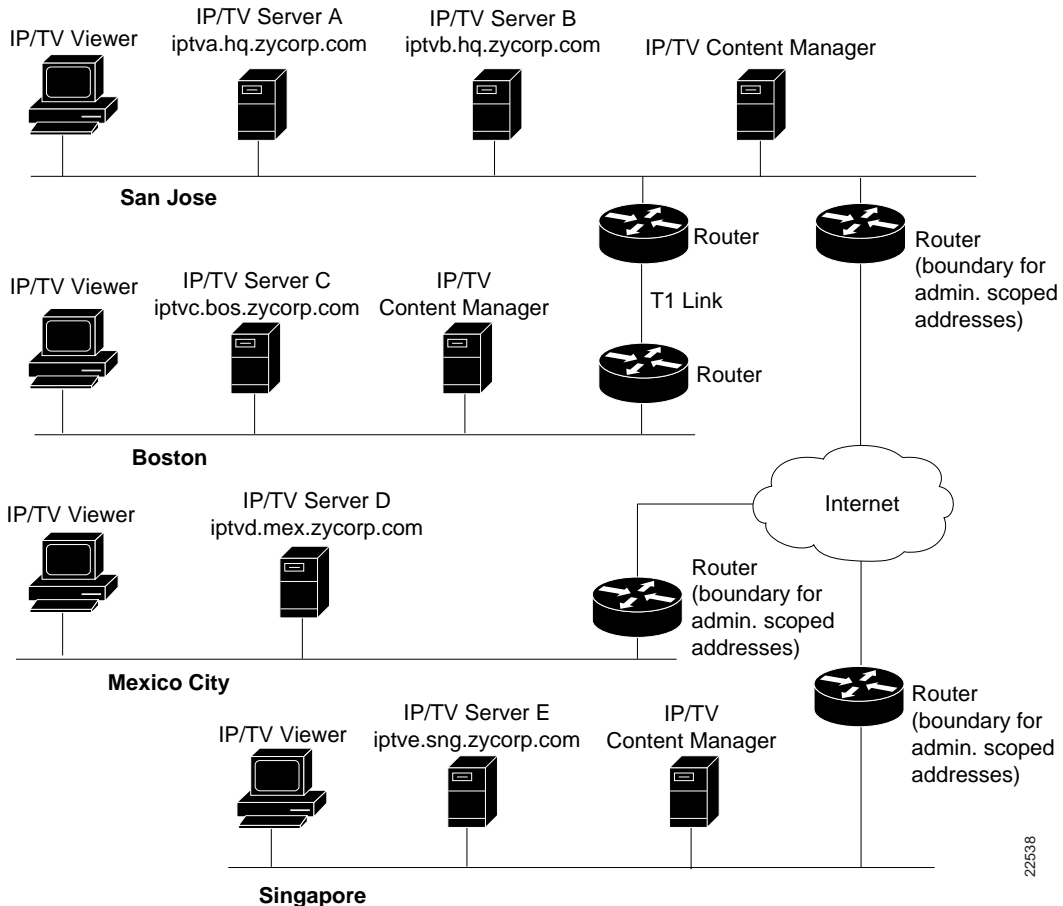 IP/TV Viewer
IP/TV Server A
iptva.hq.zycorp.com
IP/TV Server B
iptvb.hq.zycorp.com
IP/TV Content Manager
San Jose
Router
Router
(boundary for
admin. scoped
addresses)
T1 Link
IP/TV Viewer
IP/TV Server C
iptvc.bos.zycorp.com
IP/TV
Content Manager
Router
Boston
Internet
IP/TV Viewer
IP/TV Server D
iptvd.mex.zycorp.com
Router
(boundary for
admin. scoped
addresses)
Mexico City
IP/TV Viewer
IP/TV Server E
iptve.sng.zycorp.com
IP/TV
Content Manager
Router
(boundary for
admin. scoped
addresses)
Singapore
22538